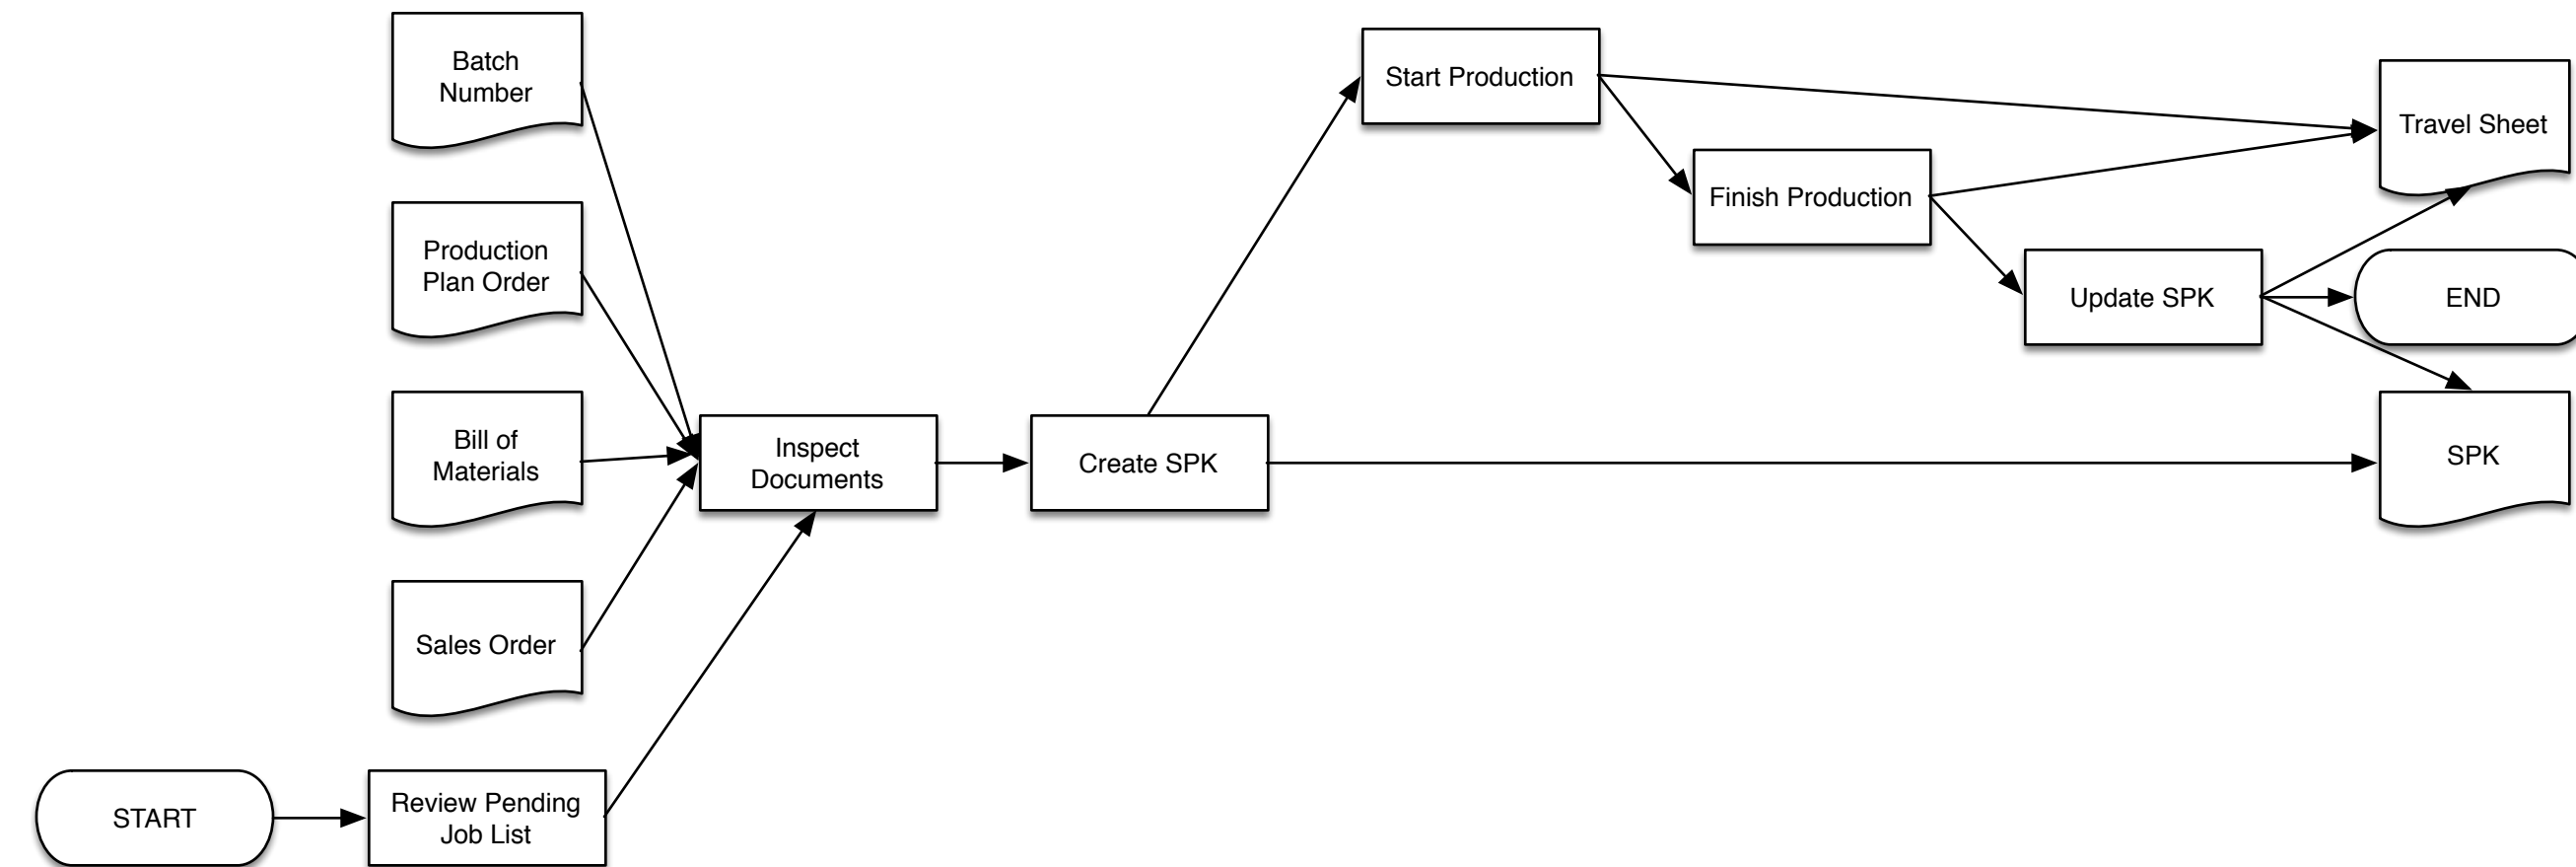 Batch
Number
Start Production
Travel Sheet
Finish Production
Production
Plan Order
Update SPK
END
Bill of
Materials
Inspect
Documents
Create SPK
SPK
Sales Order
START
Review Pending
Job List